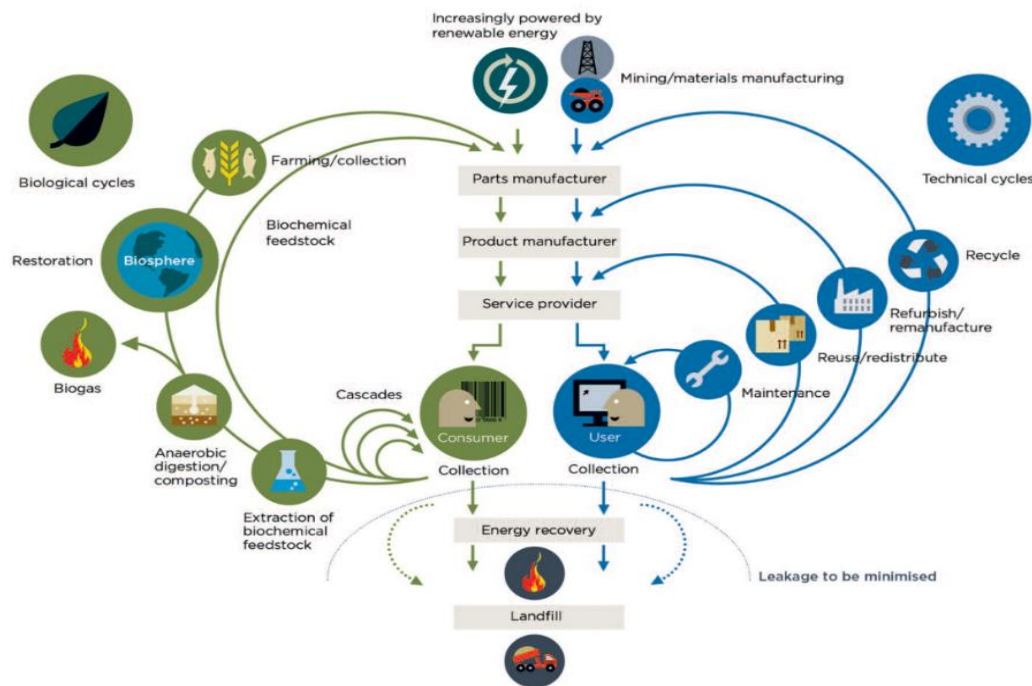 Increasingly powered by
renewable energy
Mining/materials manufacturing
Biological cycles
Farming/collection
Technical cycles
Parts manufacturer
Biochemical
feedstock
Product manufacturer
Restoration
Biosphere
Recycle
Service provider
Refurbish/
remanufacture
Reuse/redistribute
Biogas
Cascades
Maintenance
Consumer
User
Anaerobic
digestion/
composting
Collection
Collection
Extraction of
biochemical
feedstock
Energy recovery
Leakage to be minimised
Landfill